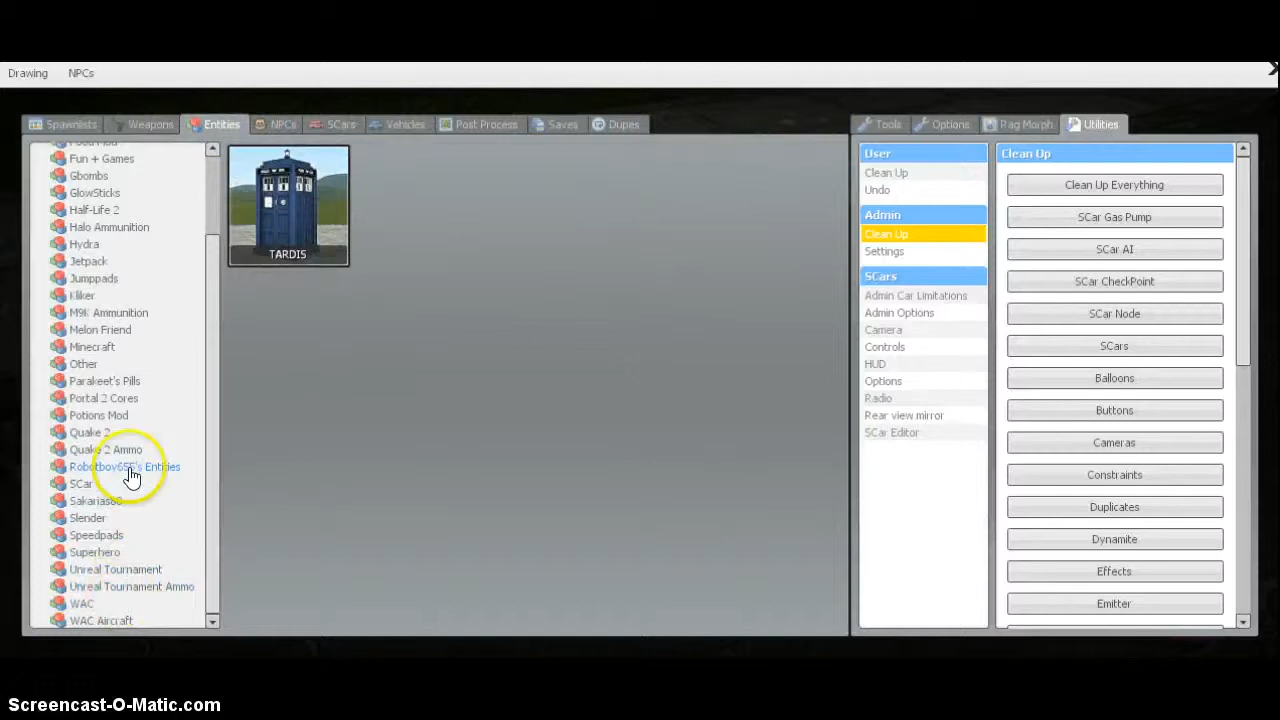 Drawing NPCs
Spawnlists Weapons Entities NPCs SCars Vehicles Post Process Saves Dupes
Fun + Games
Gbombs
GlowSticks
Half-Life 2
Halo Ammunition
Hydra
Jetpack
Jumppads
Kliker
M9K Ammunition
Melon Friend
Minecraft
Other
Parakeet's Pills
Portal 2 Cores
Potions Mod
Quake 2
Quake 2 Ammo
Robotboy655's Entities
SCar
Sakarias88
Slender
Speedpads
Superhero
Unreal Tournament
Unreal Tournament Ammo
WAC
WAC Aircraft
TARDIS
Tools Options Rag Morph Utilities
User
Clean Up
Undo
Admin
Clean Up
Settings
SCars
Admin Car Limitations
Admin Options
Camera
Controls
HUD
Options
Radio
Rear view mirror
SCar Editor
Clean Up
Clean Up Everything
SCar Gas Pump
SCar AI
SCar CheckPoint
SCar Node
SCars
Balloons
Buttons
Cameras
Constraints
Duplicates
Dynamite
Effects
Emitter
Screencast-O-Matic.com